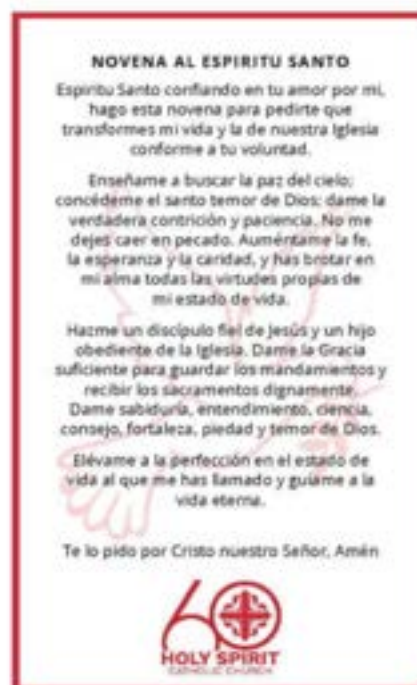 NOVENA AL ESPIRITU SANTO
Espiritu Santo confiando en tu amor por mi,
hago esta novena para pedirte que
transformes mi vida y la de nuestra Iglesia
conforme a tu voluntad.
Enseñame a buscar la paz del cielo;
concédeme el santo temor de Dios; dame la
verdadera contrición y paciencia. No me
dejes caer en pecado. Auméntame la fe,
la esperanza y la caridad, y has brotar en
mi alma todas las virtudes propias de
mi estado de vida.
Hazme un discípulo fiel de Jesús y un hijo
obediente de la Iglesia. Dame la Gracia
suficiente para guardar los mandamientos y
recibir los sacramentos dignamente.
Dame sabiduría, entendimiento, ciencia,
consejo, fortaleza, piedad y temor de Dios.
Elévame a la perfección en el estado de
vida al que me has llamado y guíame a la
vida eterna.
Te lo pido por Cristo nuestro Señor, Amén
60
HOLY SPIRIT
CATHOLIC CHURCH